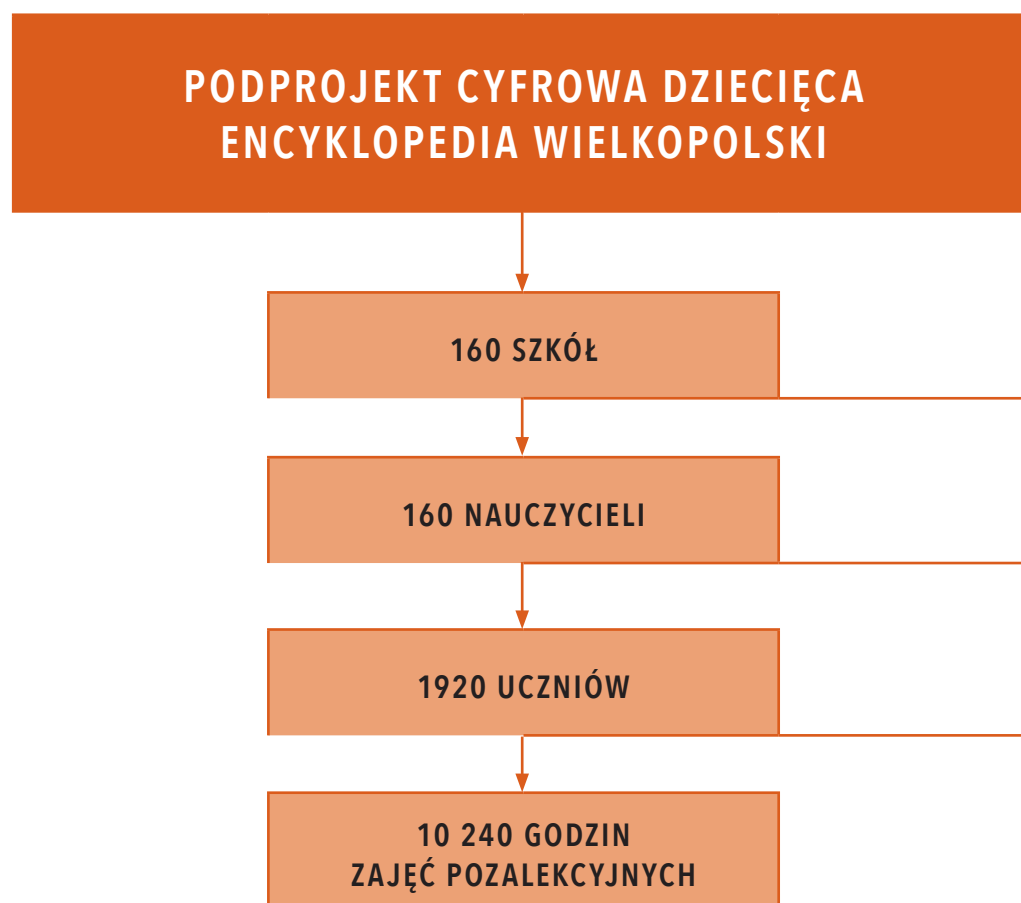 PODPROJEKT CYFROWA DZIECIĘCA
ENCYKLOPEDIA WIELKOPOLSKI
160 SZKÓŁ
160 NAUCZYCIELI
1920 UCZNIÓW
10 240 GODZIN
ZAJĘĆ POZALEKCYJNYCH